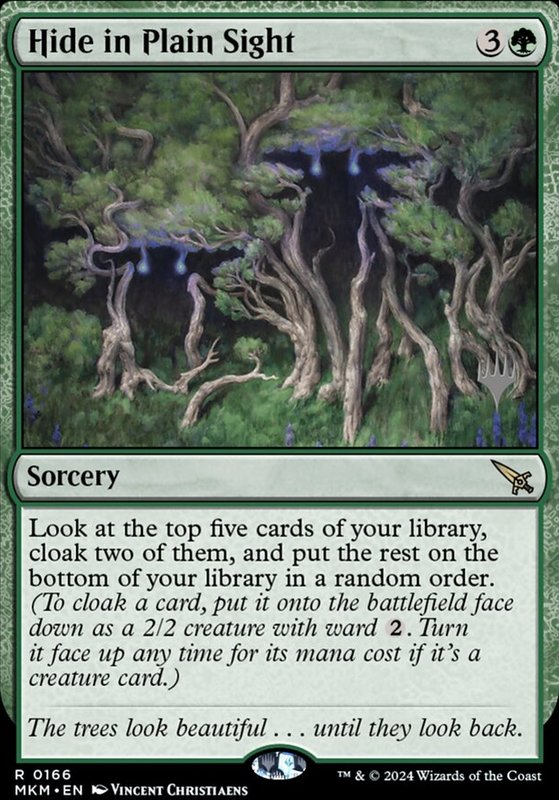 Hide in Plain Sight 3
Sorcery
Look at the top five cards of your library,
cloak two of them, and put the rest on the
bottom of your library in a random order.
(To cloak a card, put it onto the battlefield face
down as a 2/2 creature with ward 2. Turn
it face up any time for its mana cost if it's a
creature card.)
The trees look beautiful . . . until they look back.
R 0166
MKM • EN Vincent Christiaens
™ & © 2024 Wizards of the Coast